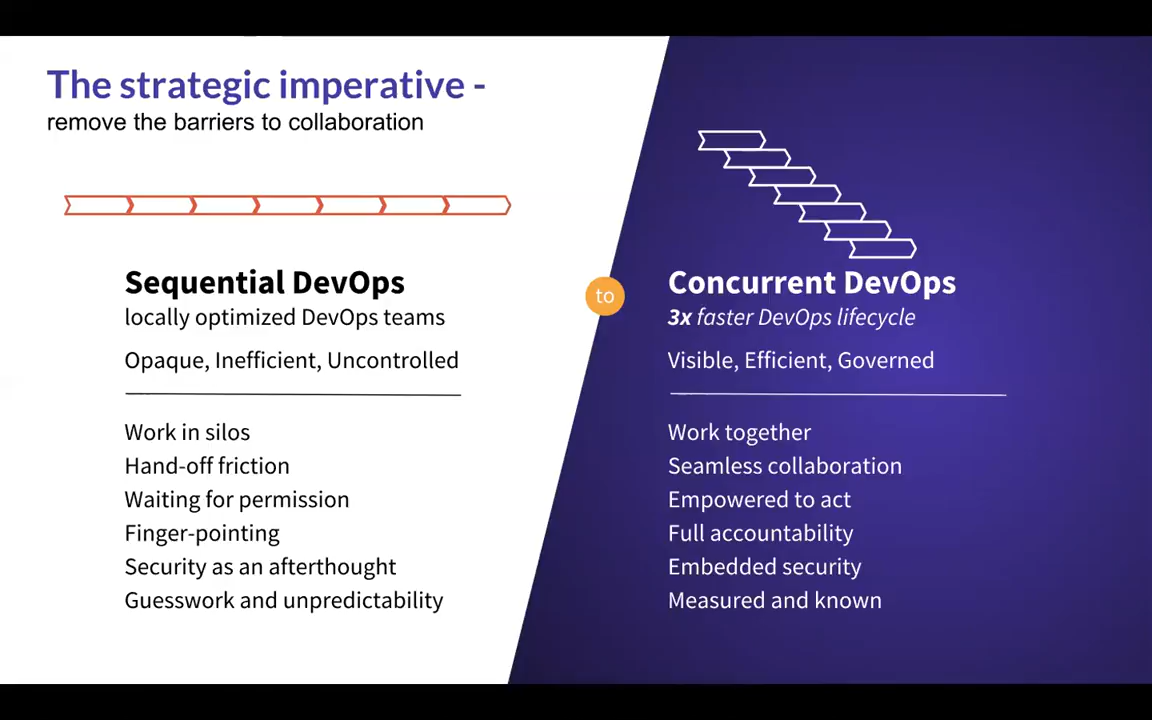 The strategic imperative -
remove the barriers to collaboration
Sequential DevOps
locally optimized DevOps teams
Opaque, Inefficient, Uncontrolled
Work in silos
Hand-off friction
Waiting for permission
Finger-pointing
Security as an afterthought
Guesswork and unpredictability
to
Concurrent DevOps
3x faster DevOps lifecycle
Visible, Efficient, Governed
Work together
Seamless collaboration
Empowered to act
Full accountability
Embedded security
Measured and known